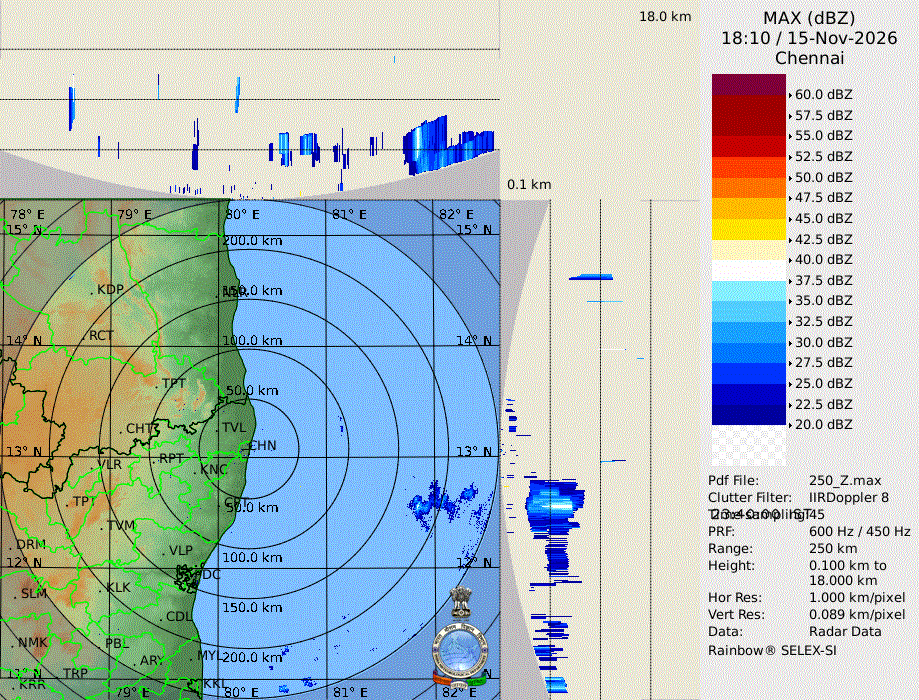 18.0 km
0.1 km
MAX (dBZ)
18:10 / 15-Nov-2026
Chennai
60.0 dBZ
57.5 dBZ
55.0 dBZ
52.5 dBZ
50.0 dBZ
47.5 dBZ
45.0 dBZ
42.5 dBZ
40.0 dBZ
37.5 dBZ
35.0 dBZ
32.5 dBZ
30.0 dBZ
27.5 dBZ
25.0 dBZ
22.5 dBZ
20.0 dBZ
Pdf File: 250_Z.max
Clutter Filter: IIRDoppler 8
Time sampling: 45
23:40:00 IST
PRF: 600 Hz / 450 Hz
Range: 250 km
Height: 0.100 km to
18.000 km
Hor Res: 1.000 km/pixel
Vert Res: 0.089 km/pixel
Data: Radar Data
Rainbow® SELEX-SI
78° E 79° E 80° E 81° E 82° E
15° N 15° N
200.0 km
KDP
150.0 km
RCT
14° N 100.0 km 14° N
TPT
50.0 km
CHT TVL
CHN
13° N 13° N
VLR RPT KNC
TPT
50.0 km
TVM
DRM VLP
100.0 km
12° N 12° N
PDC
SLM KLK
150.0 km
CDL
NMK PBL
ARY MYL 200.0 km
TRP
11° N 11° N
KRR KKL
79° E 80° E 81° E 82° E